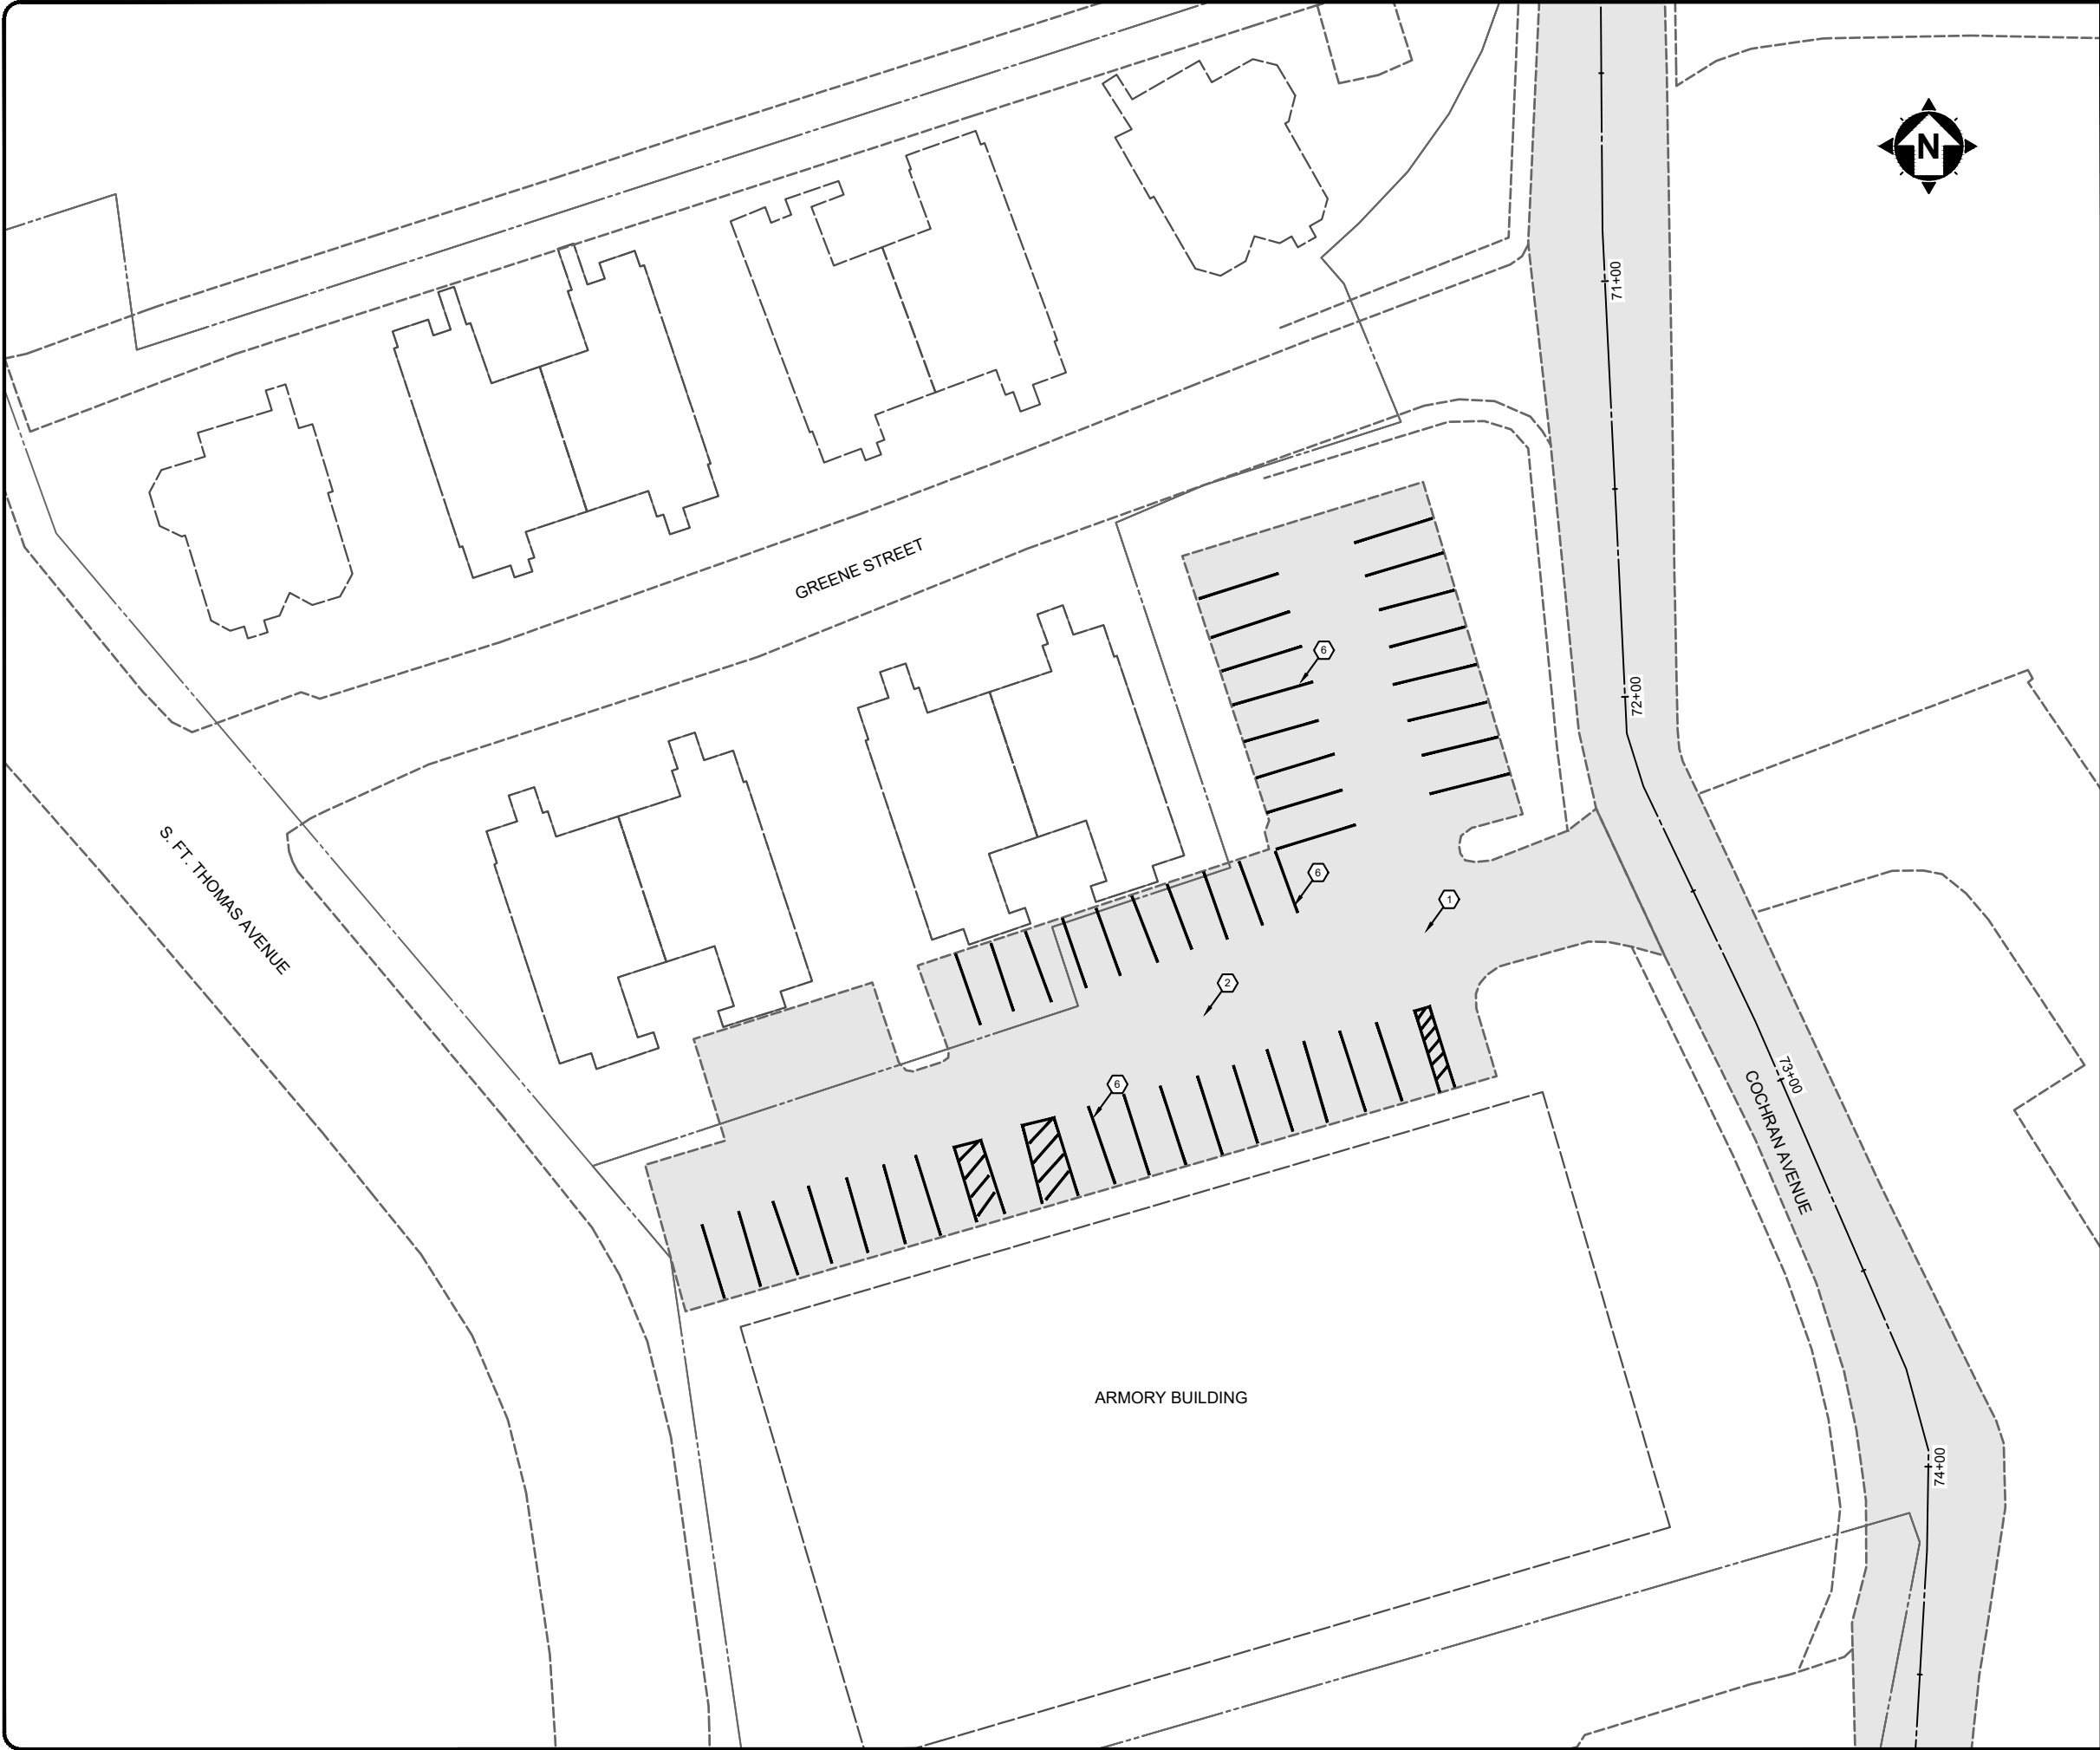 N
71+00
GREENE STREET
6
72+00
S. FT. THOMAS AVENUE
6
1
2
6
73+00
COCHRAN AVENUE
ARMORY BUILDING
74+00